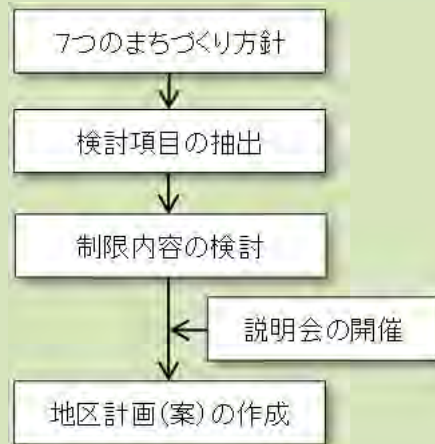 7つのまちづくり方針
検討項目の抽出
制限内容の検討
説明会の開催
地区計画(案)の作成